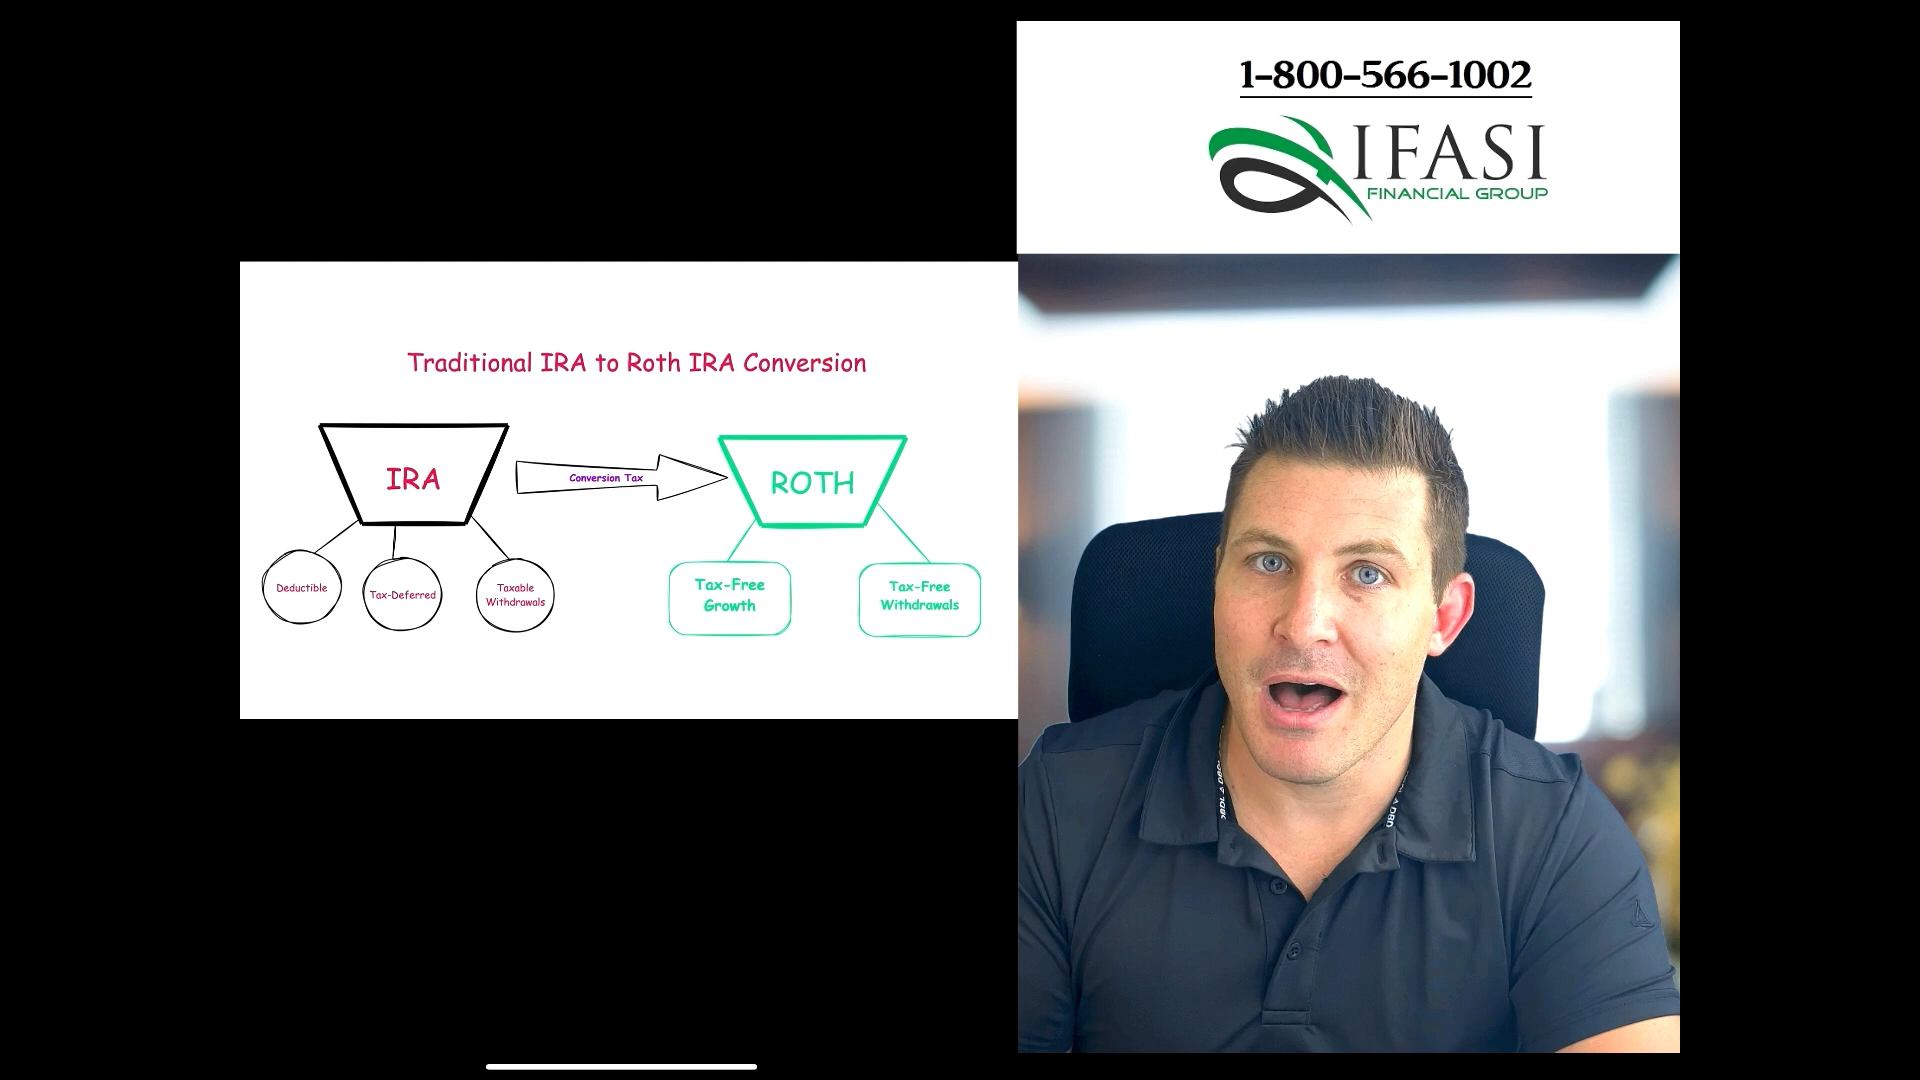 1-800-566-1002
IFASI
FINANCIAL GROUP
Traditional IRA to Roth IRA Conversion
IRA
Conversion Tax
ROTH
Deductible
Tax-Deferred
Taxable
Withdrawals
Tax-Free
Growth
Tax-Free
Withdrawals